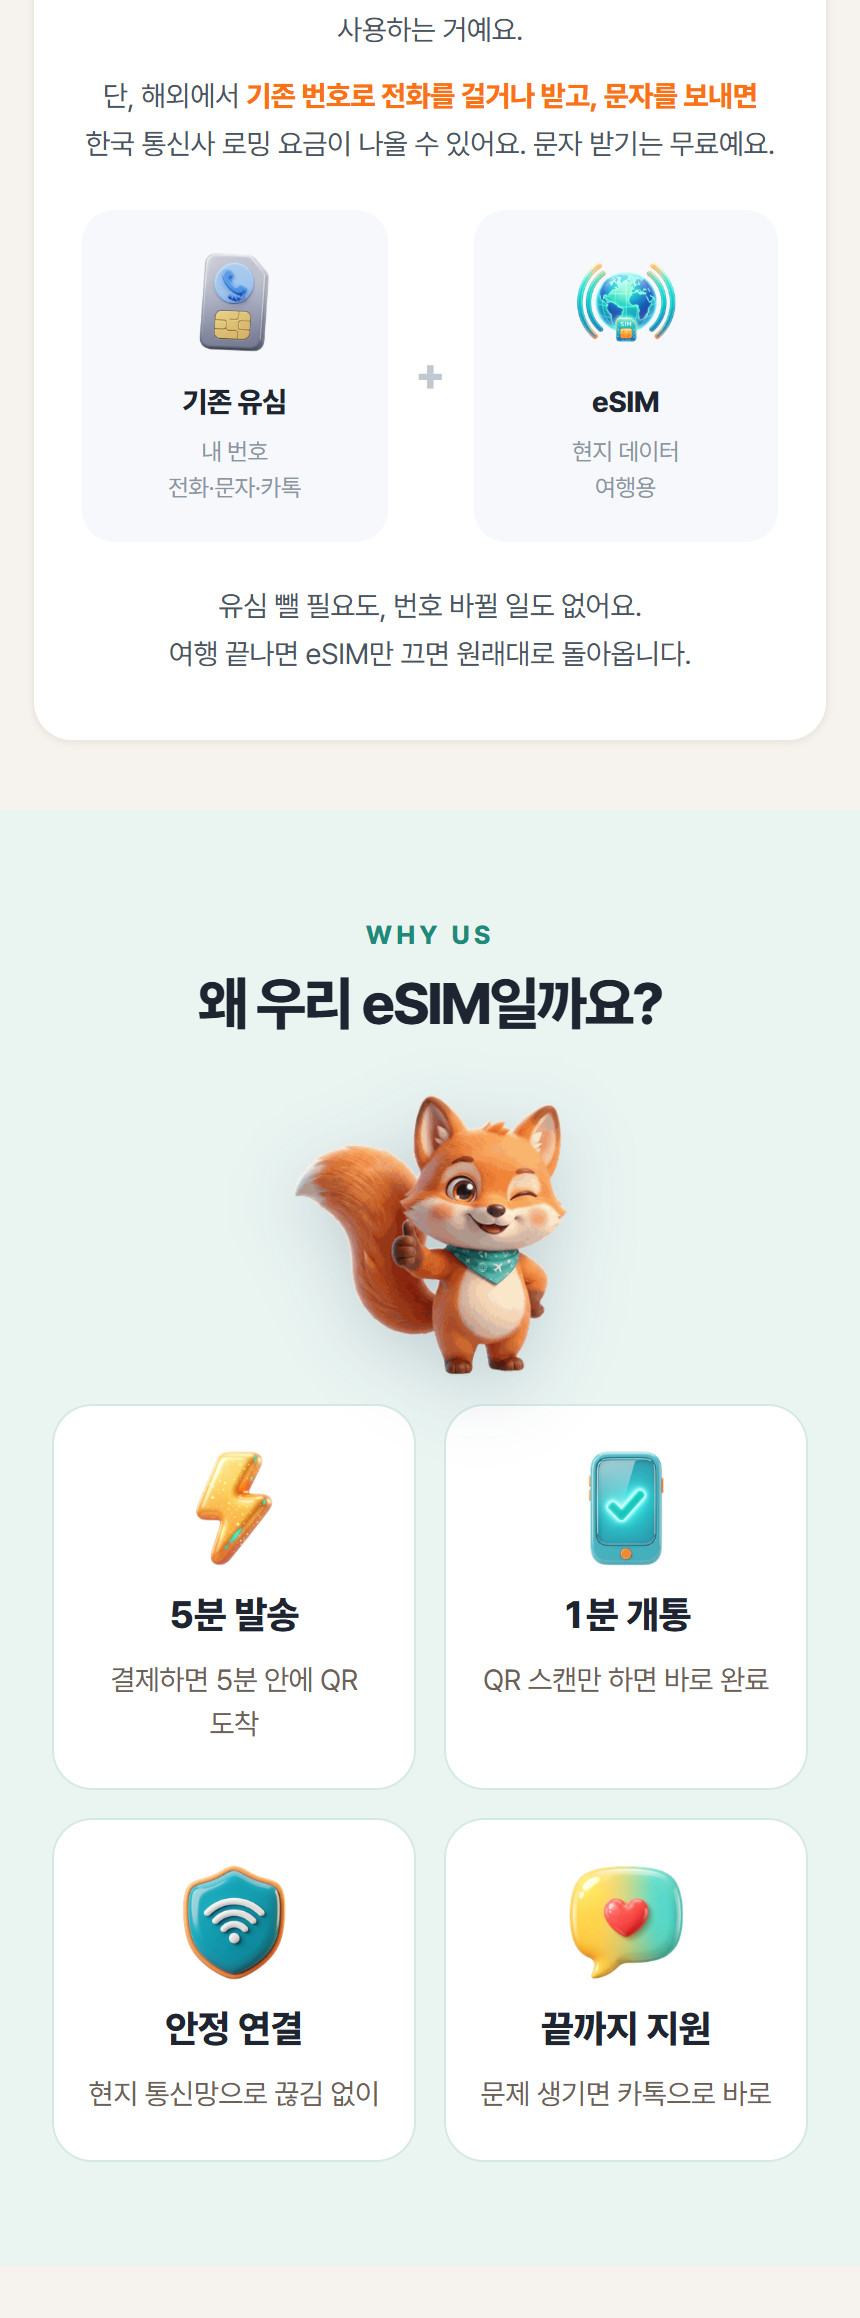 사용하는 거예요.
단, 해외에서 기존 번호로 전화를 걸거나 받고, 문자를 보내면
한국 통신사 로밍 요금이 나올 수 있어요. 문자 받기는 무료예요.
SIM
기존 유심
내 번호
전화·문자·카톡
+
eSIM
현지 데이터
여행용
유심 뺄 필요도, 번호 바뀔 일도 없어요.
여행 끝나면 eSIM만 끄면 원래대로 돌아옵니다.
WHY US
왜 우리 eSIM일까요?
5분 발송
결제하면 5분 안에 QR
도착
1분 개통
QR 스캔만 하면 바로 완료
안정 연결
현지 통신망으로 끊김 없이
끝까지 지원
문제 생기면 카톡으로 바로